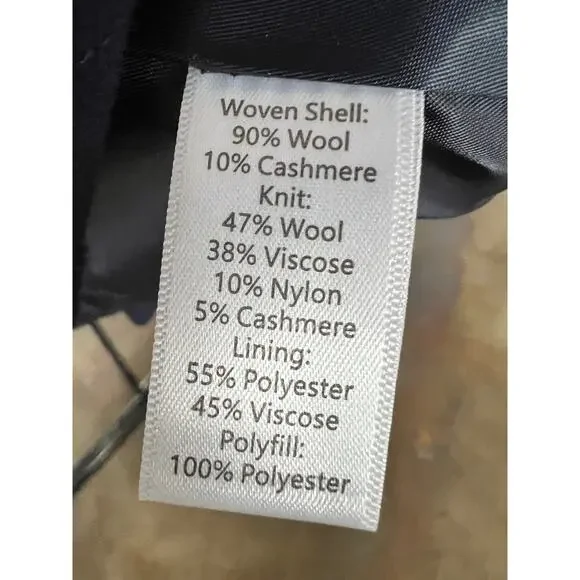 Woven Shell:
90% Wool
10% Cashmere
Knit:
47% Wool
38% Viscose
10% Nylon
5% Cashmere
Lining:
55% Polyester
45% Viscose
Polyfill:
100% Polyester